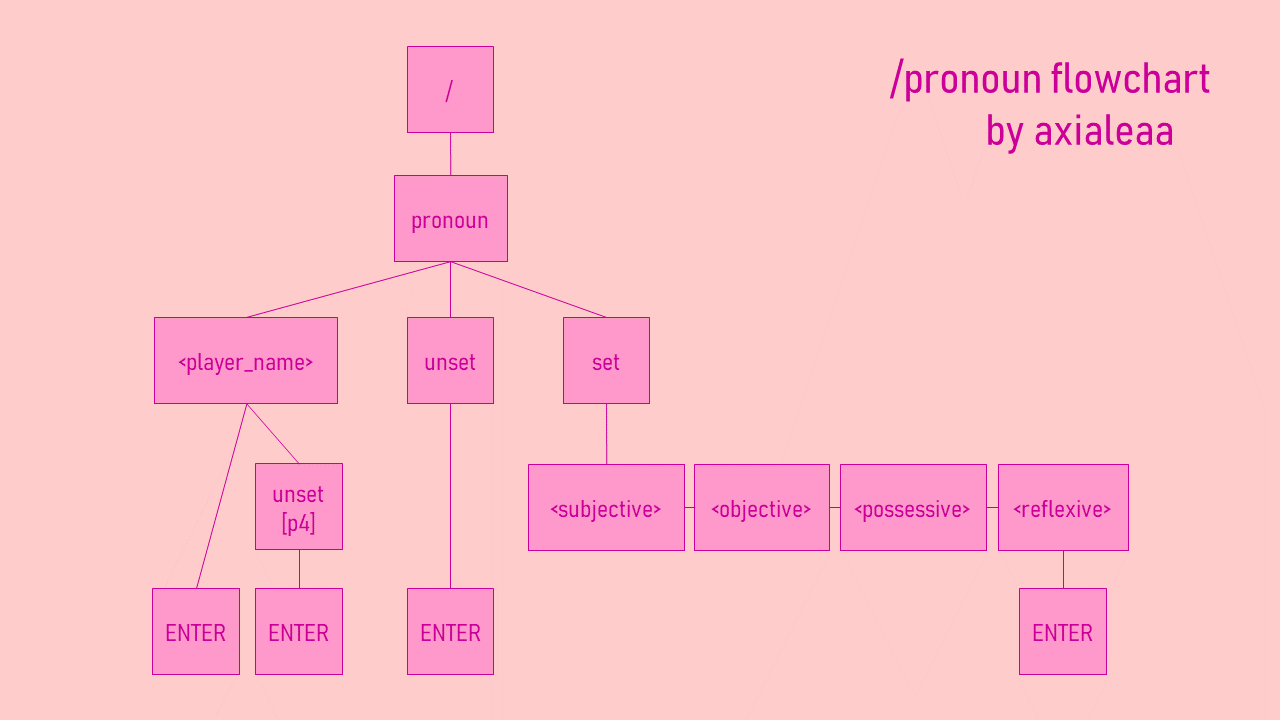 /pronoun flowchart
by axialeaa
/
pronoun
<player_name>
unset
set
unset
[p4]
<subjective>
<objective>
<possessive>
<reflexive>
ENTER
ENTER
ENTER
ENTER